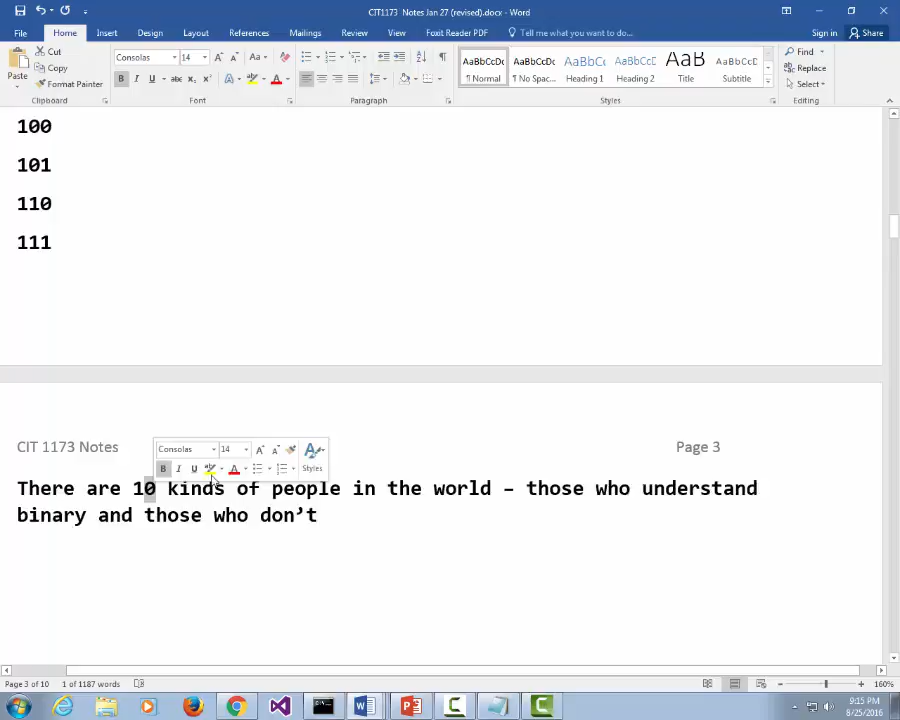 CIT1173 Notes Jan 27 (revised).docx - Word
File Home Insert Design Layout References Mailings Review View Foxit Reader PDF Tell me what you want to do... Sign in Share
Paste Cut Copy Format Painter
Consolas 14
AaBbCcDc AaBbCcDc AaBbCc AaBbCcC AaB AaBbCcD
¶ Normal ¶ No Spac... Heading 1 Heading 2 Title Subtitle
Find Replace Select
Clipboard Font Paragraph Styles Editing
100
101
110
111
CIT 1173 Notes Page 3
Consolas 14
Styles
There are 10 kinds of people in the world – those who understand
binary and those who don’t
Page 3 of 10 1 of 1187 words 160%
9:15 PM
8/25/2016